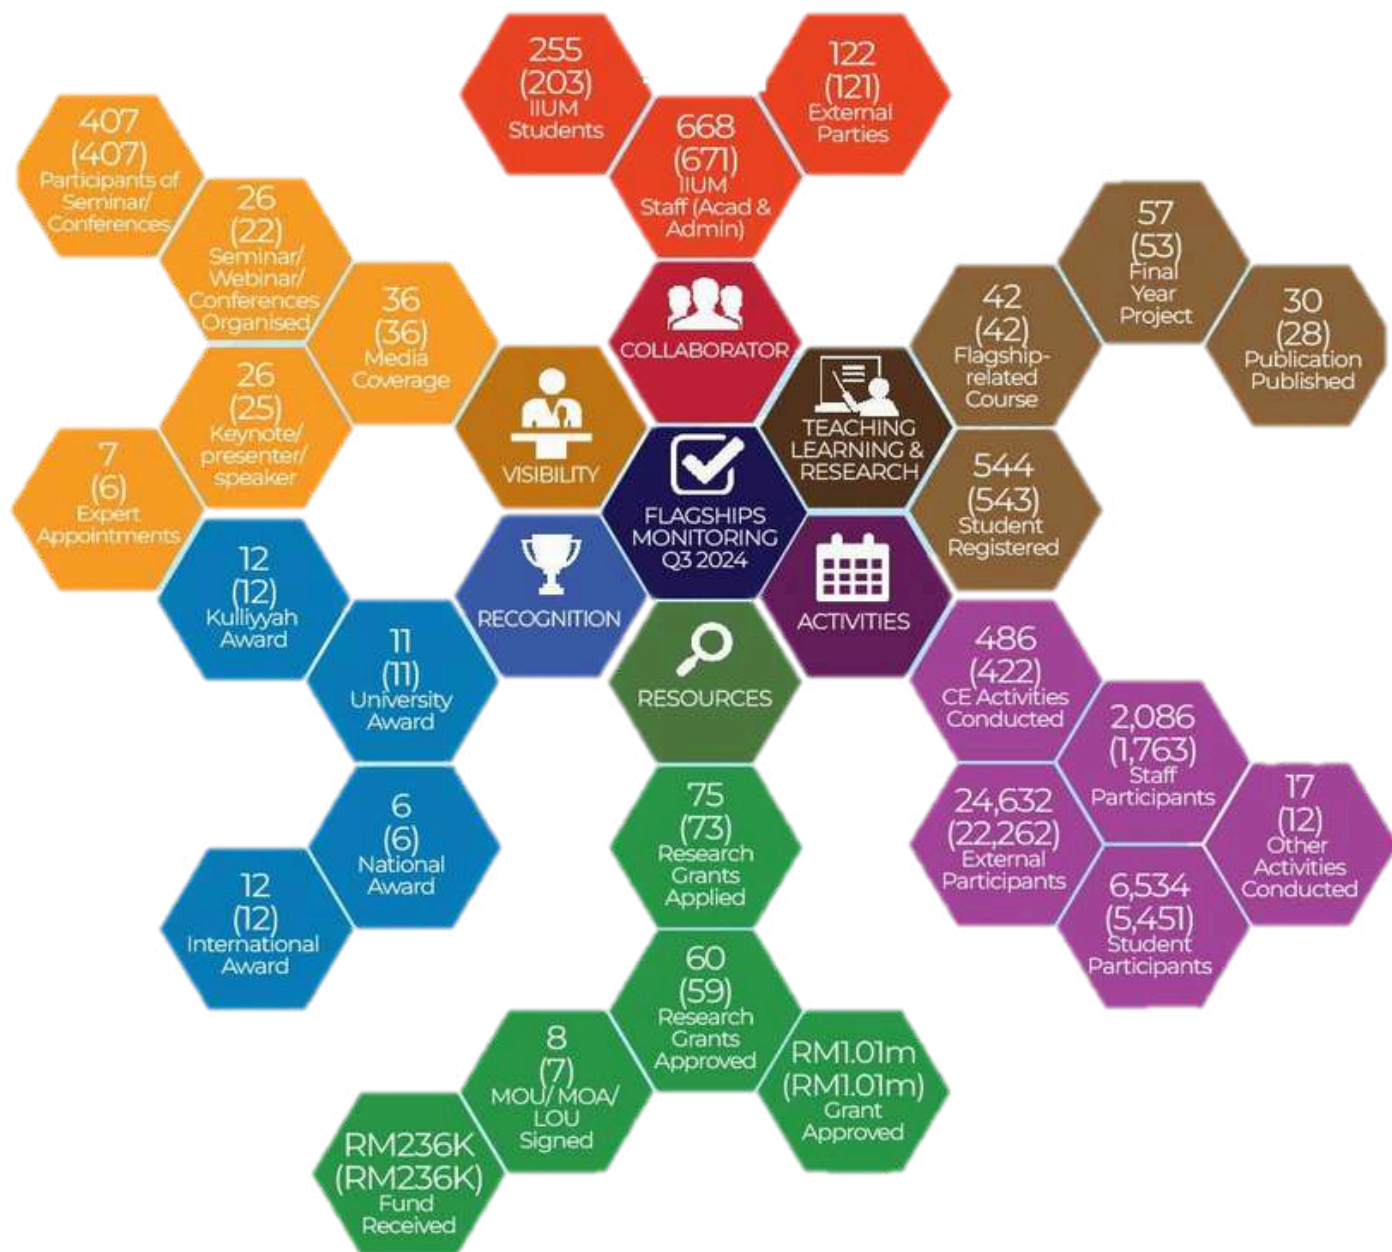 255
(203)
IIUM
Students
668
(671)
IIUM
Staff (Acad &
Admin)
122
(121)
External
Parties
COLLABORATOR
407
(407)
Participants of
Seminar/
Conferences
26
(22)
Seminar/
Webinar/
Conferences
Organised
36
(36)
Media
Coverage
26
(25)
Keynote/
presenter/
speaker
7
(6)
Expert
Appointments
VISIBILITY
TEACHING
LEARNING &
RESEARCH
42
(42)
Flagship-
related
Course
57
(53)
Final
Year
Project
30
(28)
Publication
Published
544
(543)
Student
Registered
FLAGSHIPS
MONITORING
Q3 2024
RECOGNITION
12
(12)
Kulliyyah
Award
11
(11)
University
Award
6
(6)
National
Award
12
(12)
International
Award
ACTIVITIES
486
(422)
CE Activities
Conducted
2,086
(1,763)
Staff
Participants
24,632
(22,262)
External
Participants
17
(12)
Other
Activities
Conducted
6,534
(5,451)
Student
Participants
RESOURCES
75
(73)
Research
Grants
Applied
60
(59)
Research
Grants
Approved
8
(7)
MOU/ MOA/
LOU
Signed
RM1.01m
(RM1.01m)
Grant
Approved
RM236K
(RM236K)
Fund
Received